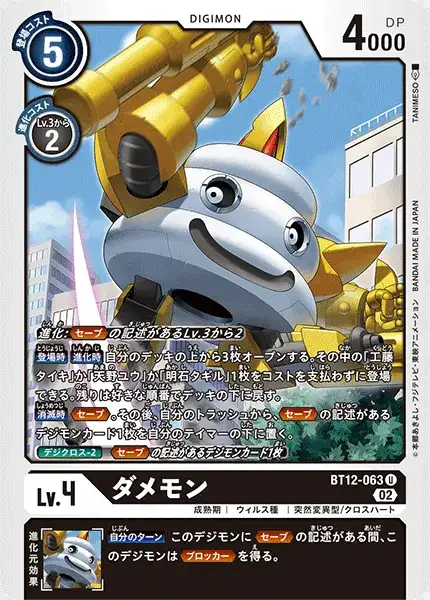 DIGIMON
登場コスト
5
4000
DP
進化コスト
Lv.3から
2
TANIMESO
BANDAI MADE IN JAPAN
©本郷あきよし・フジテレビ・東映アニメーション
進化:セーブの記述があるLv.3から2
登場時 進化時 自分のデッキの上から3枚オープンする。その中の「工藤
タイキ」か「天野ユウ」か「明石タギル」1枚をコストを支払わずに登場
できる。残りは好きな順番でデッキの下に戻す。
消滅時 セーブ。その後、自分のトラッシュから、セーブの記述がある
デジモンカード1枚を自分のテイマーの下に置く。
デジクロス-2 セーブの記述があるデジモンカード1枚
BT12-063 U
02
Lv.4
ダメモン
成熟期 | ウィルス種 | 突然変異型/クロスハート
進化元効果
自分のターン このデジモンにセーブの記述がある間、こ
のデジモンはブロッカーを得る。